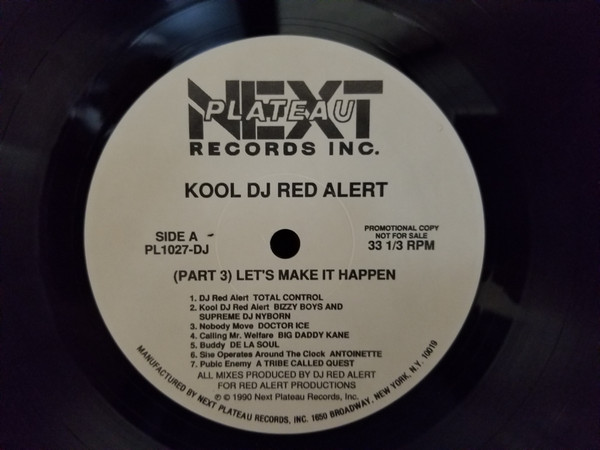 NEXT
PLATEAU
RECORDS INC.
KOOL DJ RED ALERT
SIDE A
PL1027-DJ
PROMOTIONAL COPY
NOT FOR SALE
33 1/3 RPM
(PART 3) LET'S MAKE IT HAPPEN
1. DJ Red Alert TOTAL CONTROL
2. Kool DJ Red Alert BIZZY BOYS AND
SUPREME DJ NYBORN
3. Nobody Move DOCTOR ICE
4. Calling Mr. Welfare BIG DADDY KANE
5. Buddy DE LA SOUL
6. She Operates Around The Clock ANTOINETTE
7. Pubic Enemy A TRIBE CALLED QUEST
ALL MIXES PRODUCED BY DJ RED ALERT
FOR RED ALERT PRODUCTIONS
℗ © 1990 Next Plateau Records, Inc.
MANUFACTURED BY NEXT PLATEAU RECORDS, INC. 1650 BROADWAY, NEW YORK, N.Y. 10019